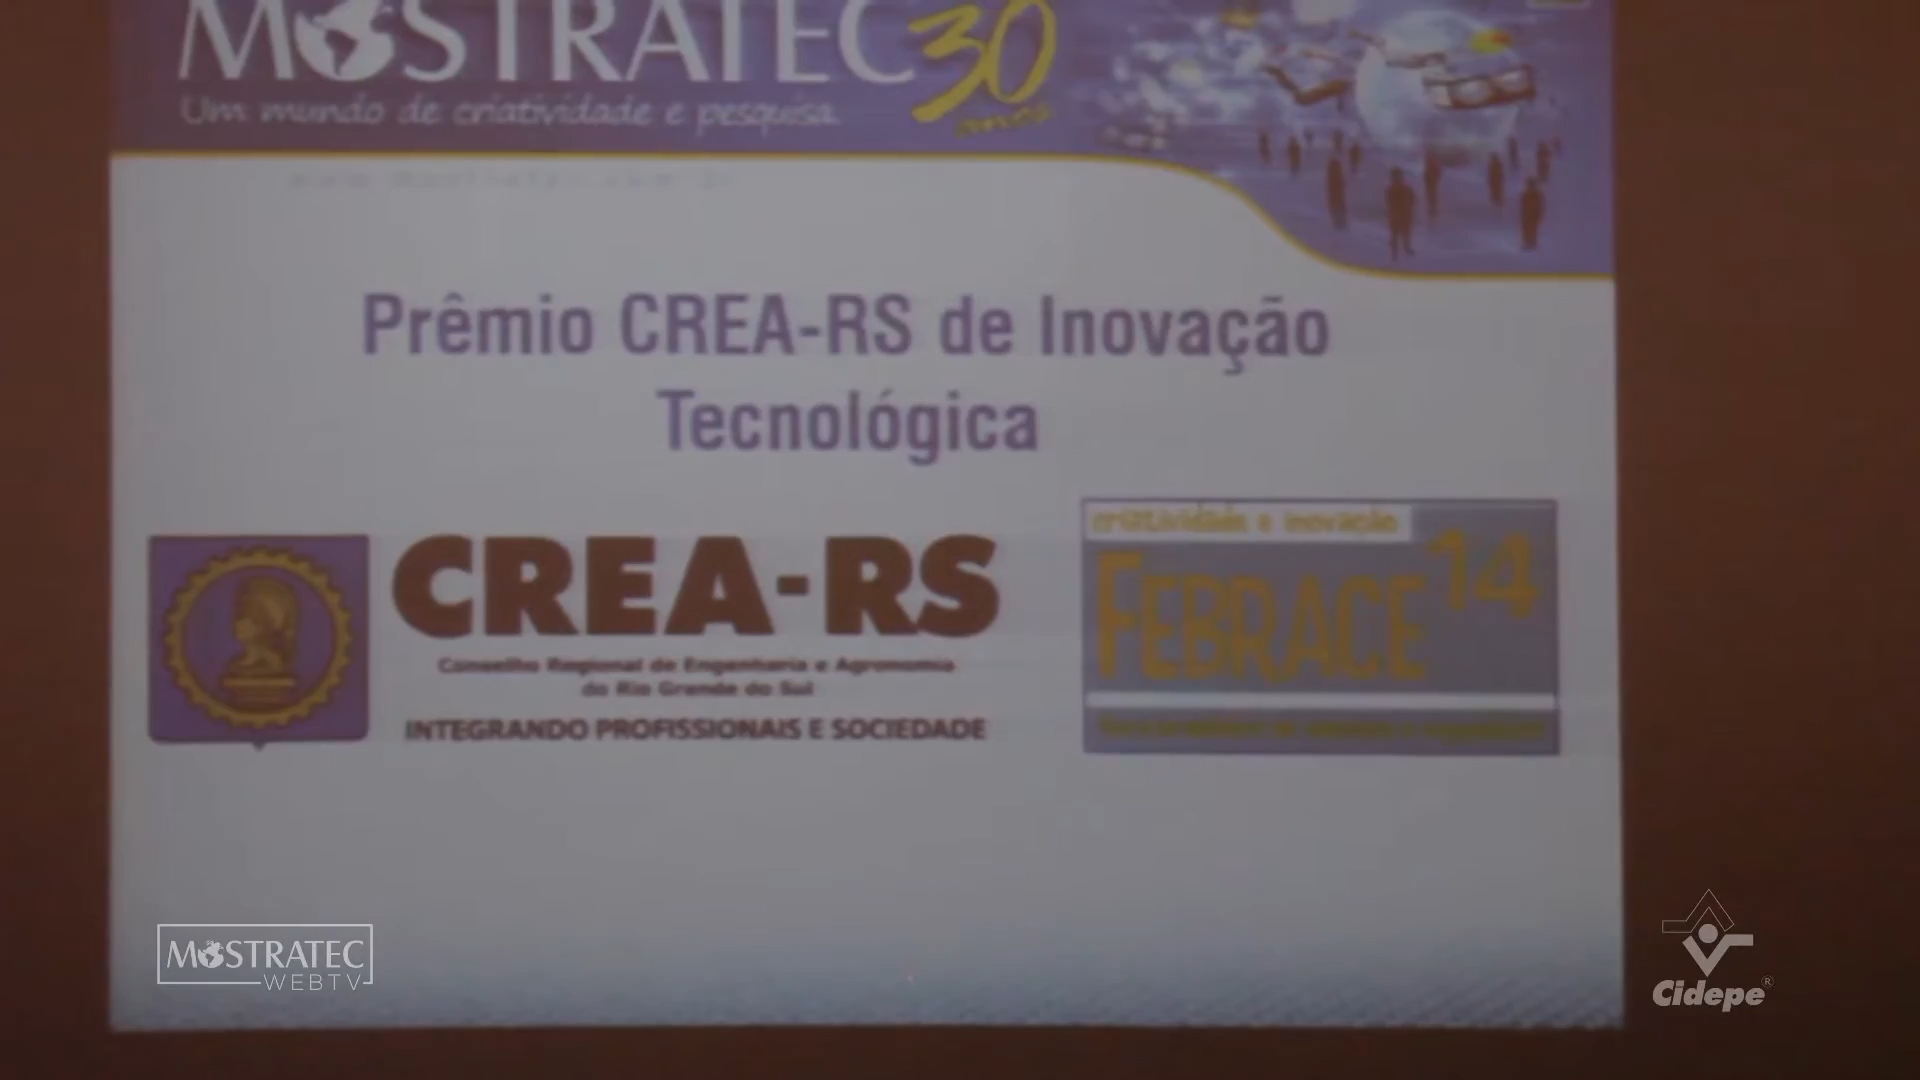 MOSTRATEC 30
anos
Um mundo de criatividade e pesquisa
Prêmio CREA-RS de Inovação
Tecnológica
criatividade e inovação
FEBRACE 14
CREA-RS
Conselho Regional de Engenharia e Agronomia
do Rio Grande do Sul
INTEGRANDO PROFISSIONAIS E SOCIEDADE
MOSTRATEC
WEBTV
Cidepe®